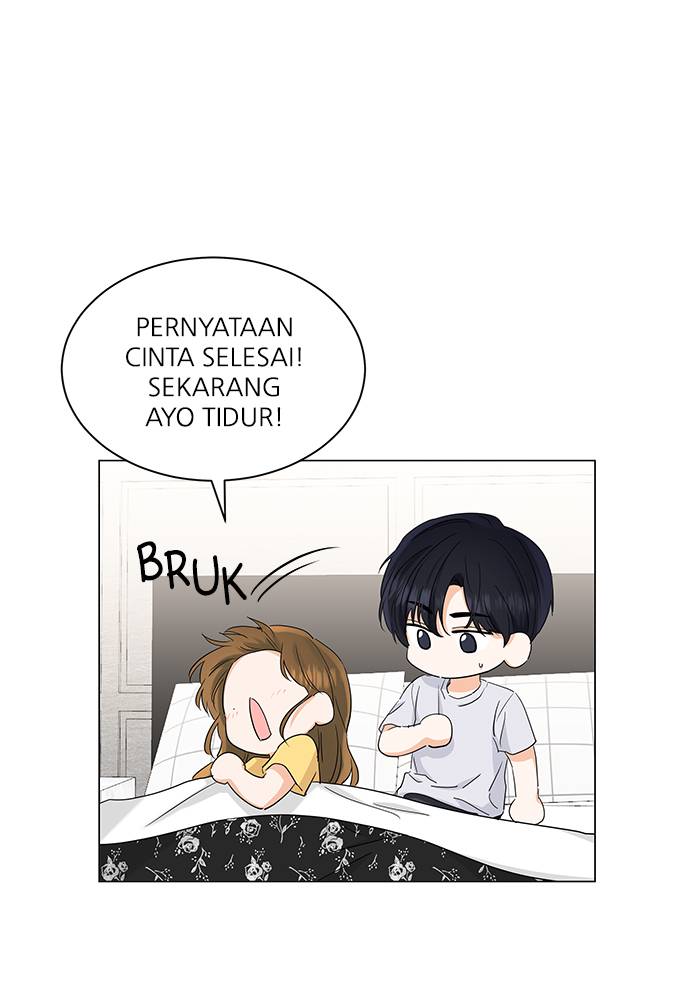 PERNYATAAN
CINTA SELESAI!
SEKARANG
AYO TIDUR!
BRUK